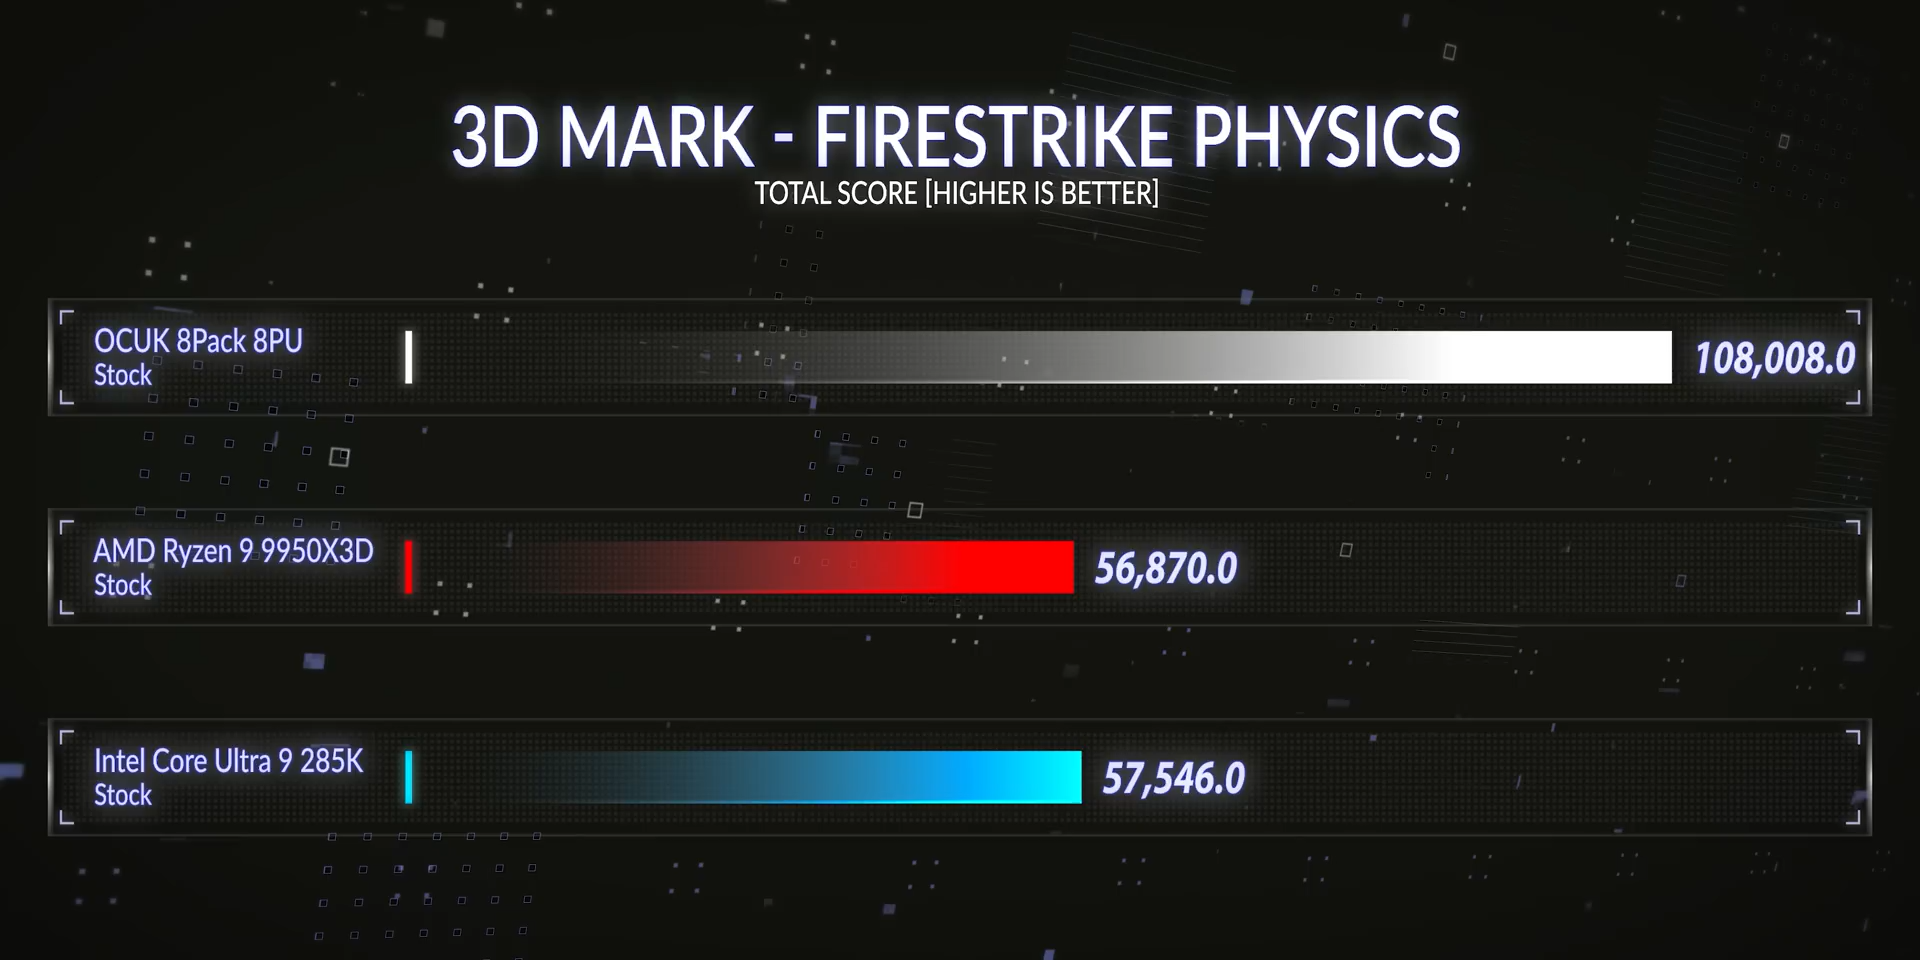 3D MARK - FIRESTRIKE PHYSICS
TOTAL SCORE [HIGHER IS BETTER]
OCUK 8Pack 8PU
Stock
108,008.0
AMD Ryzen 9 9950X3D
Stock
56,870.0
Intel Core Ultra 9 285K
Stock
57,546.0